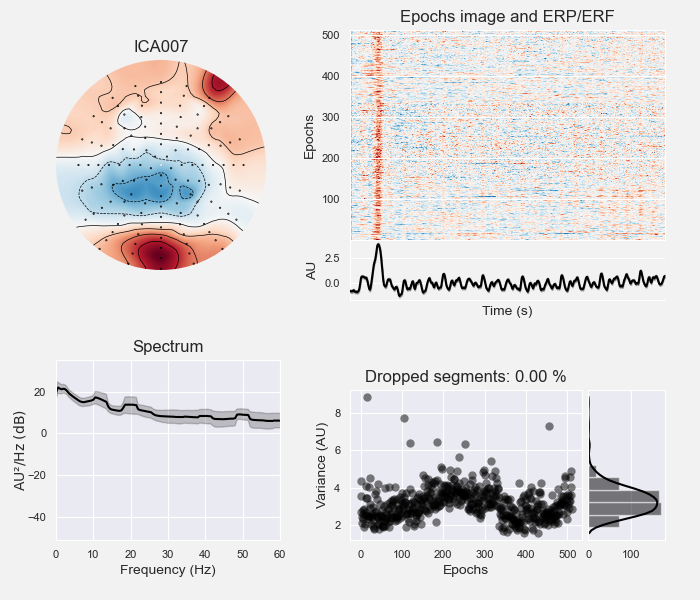 ICA007
Epochs image and ERP/ERF
Epochs
500
400
300
200
100
AU
2.5
0.0
Time (s)
Spectrum
AU²/Hz (dB)
20
0
−20
−40
0 10 20 30 40 50 60
Frequency (Hz)
Dropped segments: 0.00 %
Variance (AU)
8
6
4
2
0 100 200 300 400 500
Epochs
0 100